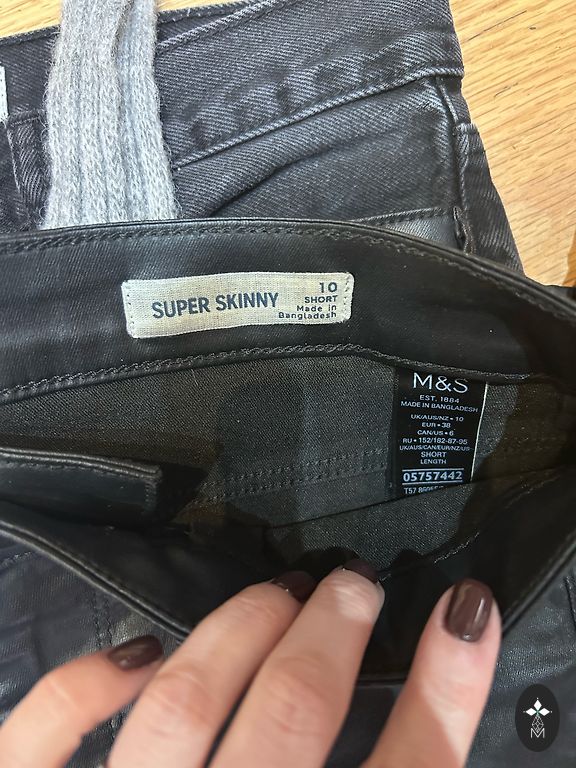 SUPER SKINNY
10
SHORT
Made in
Bangladesh
M&S
EST. 1884
MADE IN BANGLADESH
UK/AUS/NZ • 10
EUR • 38
CAN/US • 6
RU • 152/182-87-95
UK/AUS/CAN/EUR/NZ/US
SHORT
LENGTH
05757442
T57
M